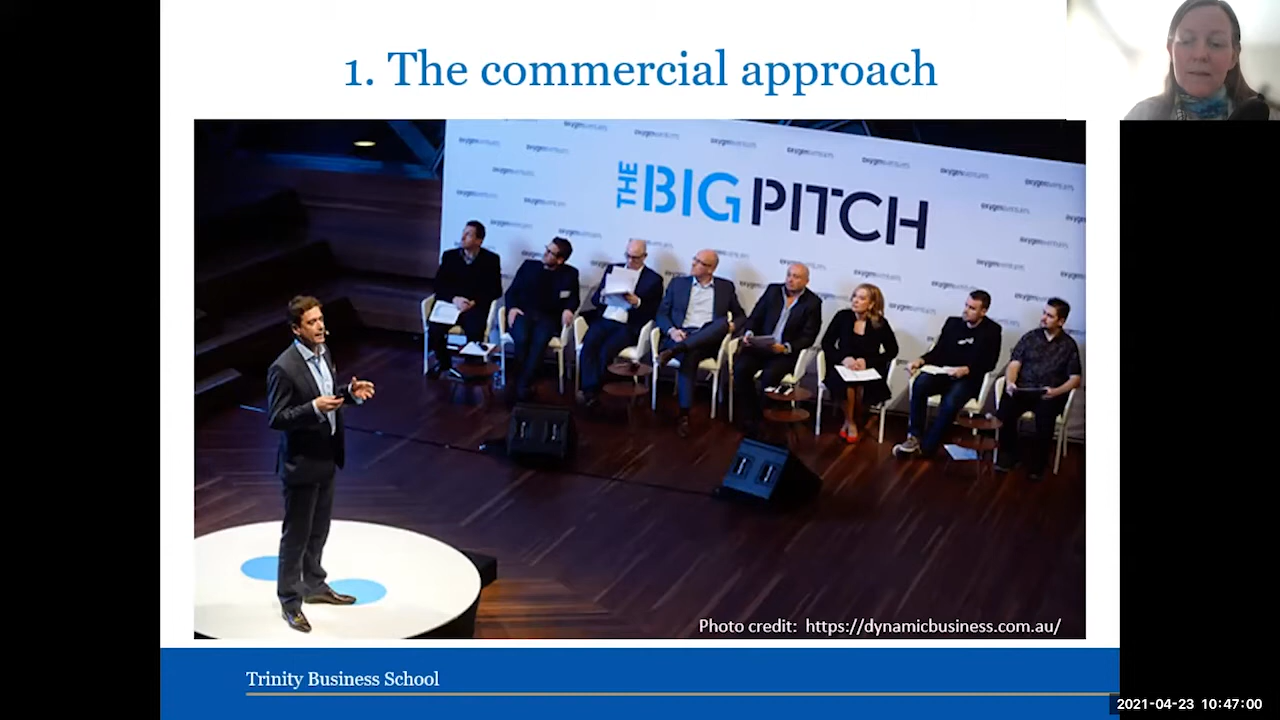 1. The commercial approach
THE
BIG PITCH
oxygenventures
Photo credit: https://dynamicbusiness.com.au/
Trinity Business School
2021-04-23 10:47:00